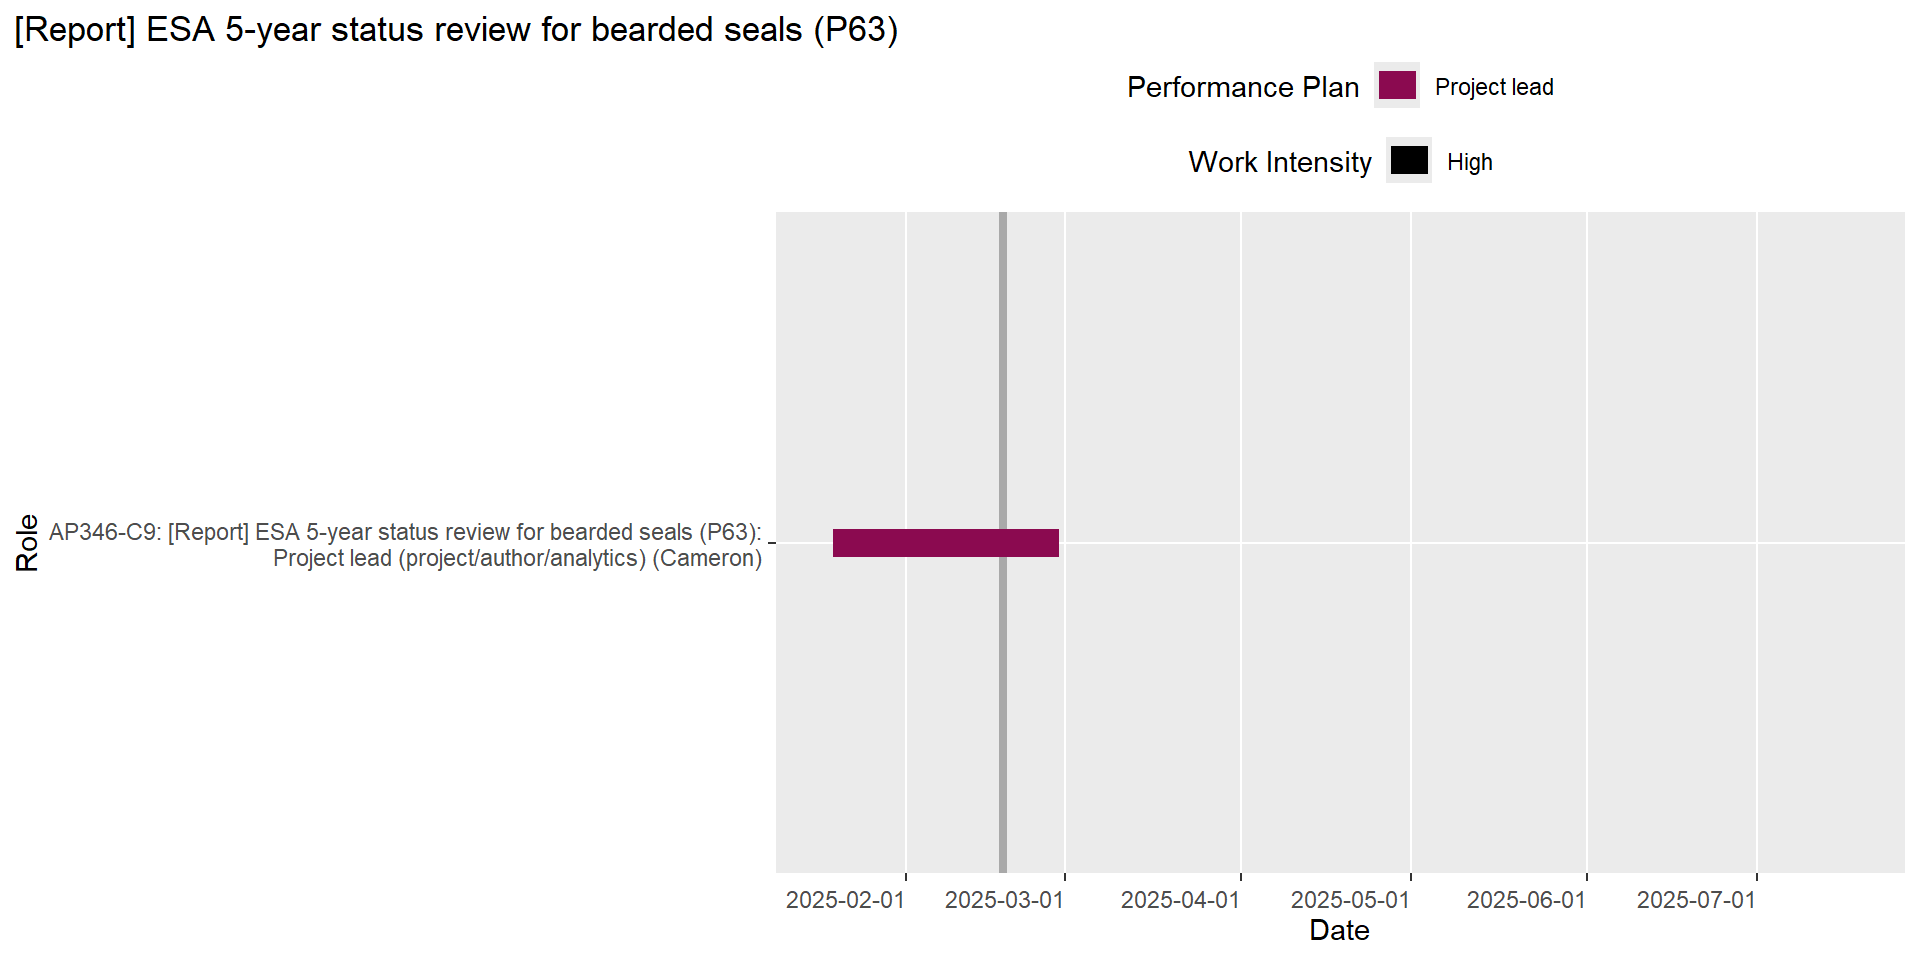 [Report] ESA 5-year status review for bearded seals (P63)
Performance Plan
Project lead
Work Intensity
High
Role
AP346-C9: [Report] ESA 5-year status review for bearded seals (P63):
Project lead (project/author/analytics) (Cameron)
2025-02-01
2025-03-01
2025-04-01
2025-05-01
2025-06-01
2025-07-01
Date